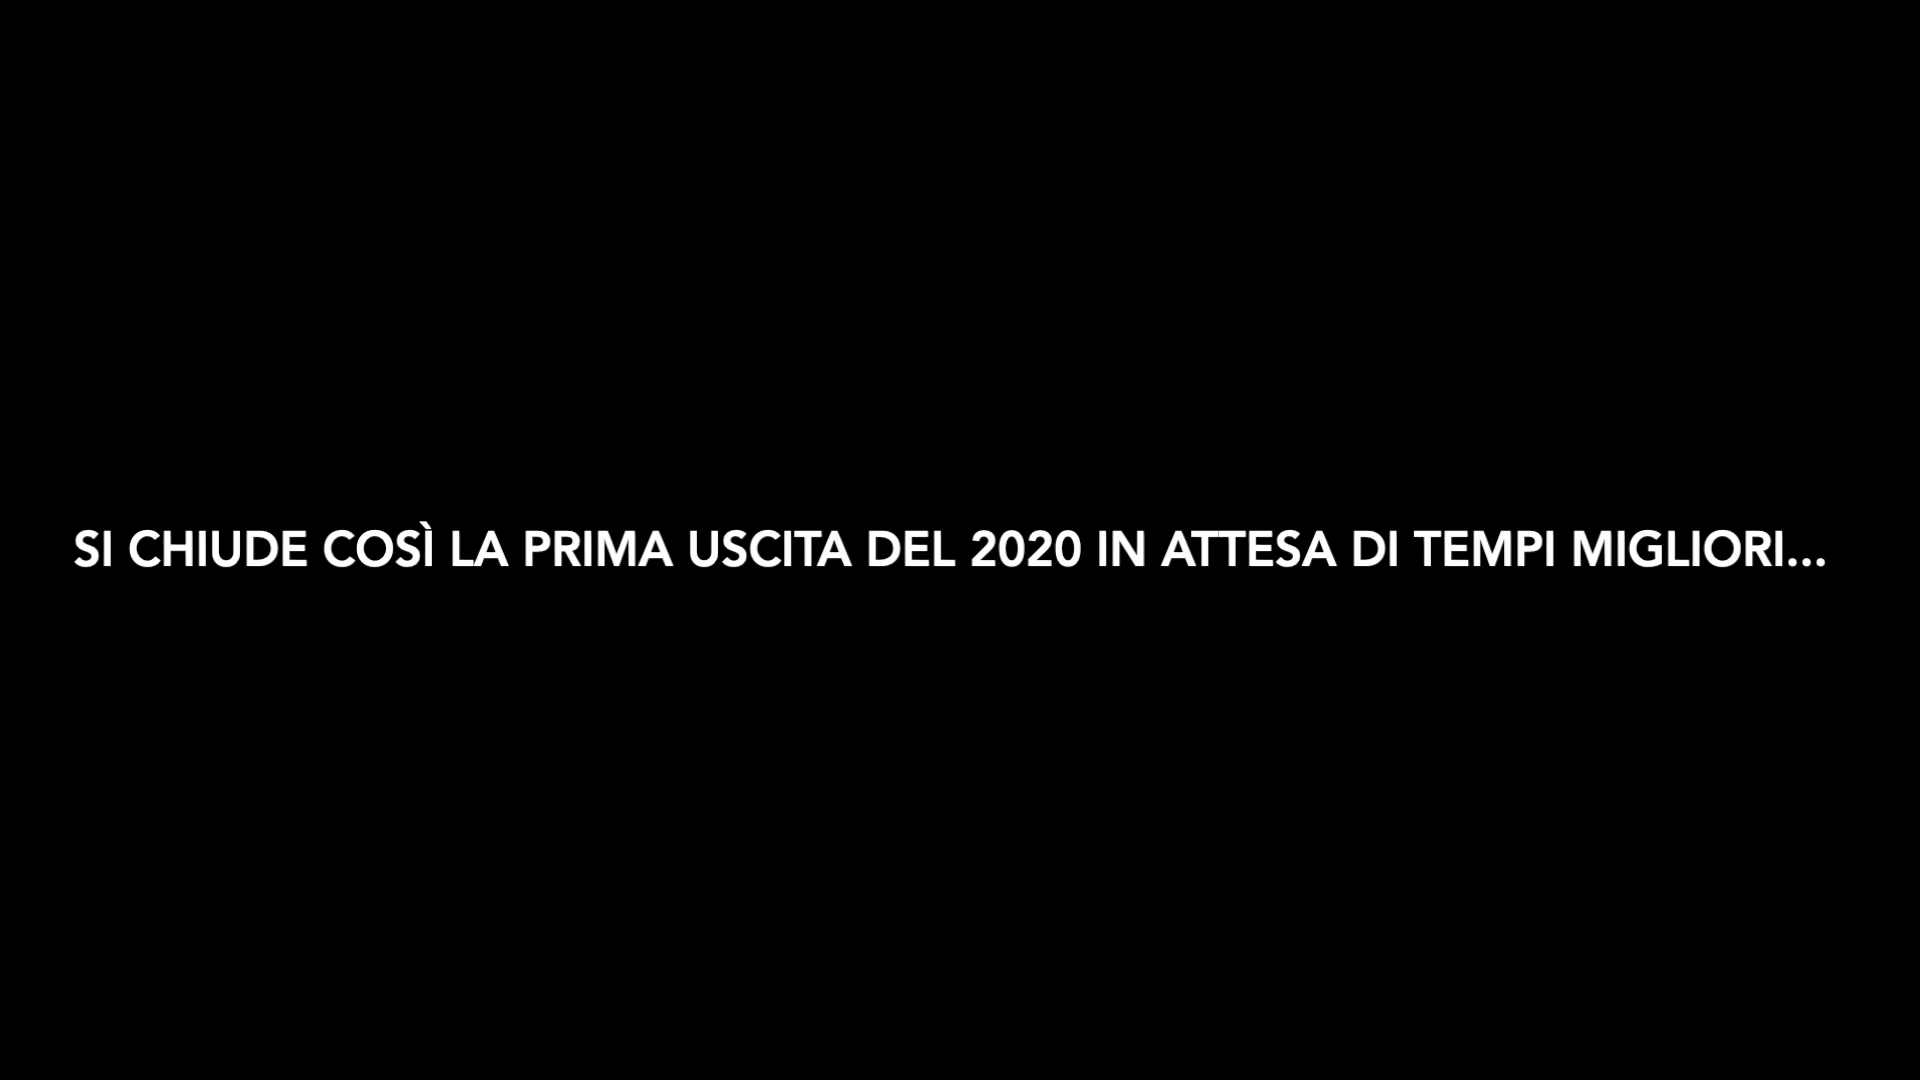 SI CHIUDE COSÌ LA PRIMA USCITA DEL 2020 IN ATTESA DI TEMPI MIGLIORI...